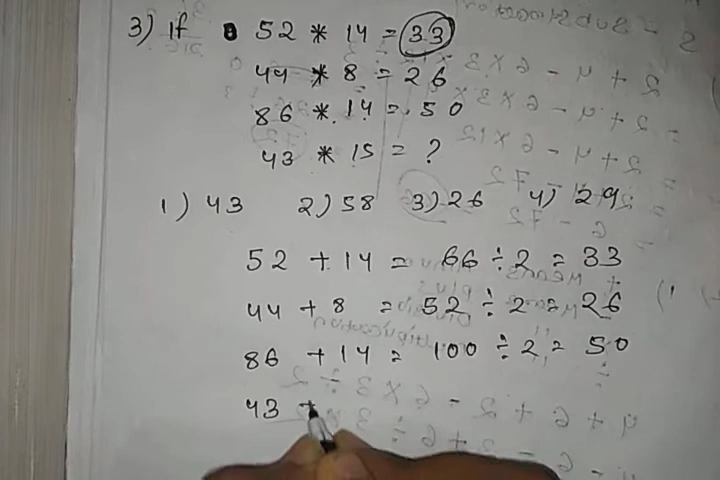 3) If 52 * 14 = 33
44 * 8 = 26
86 * 14 = 50
43 * 15 = ?
1) 43 2) 58 3) 26 4) 29
52 + 14 = 66 ÷ 2 = 33
44 + 8 = 52 ÷ 2 = 26
86 + 14 = 100 ÷ 2 = 50
43 +